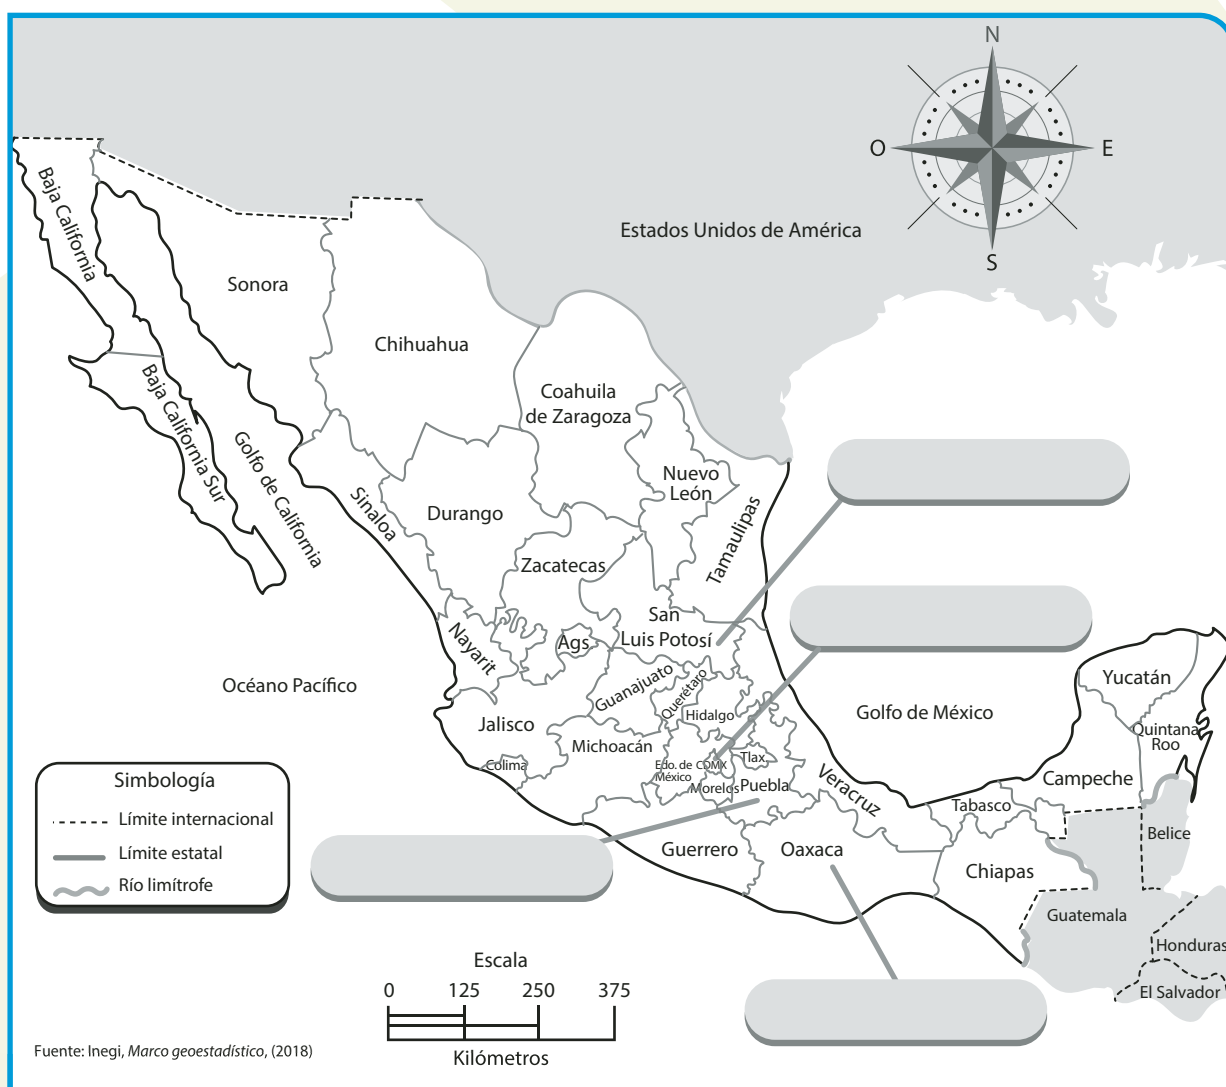 N
O
E
S
Estados Unidos de América
Baja California
Sonora
Chihuahua
Coahuila
de Zaragoza
Baja California Sur
Golfo de California
Nuevo
León
Sinaloa
Durango
Tamaulipas
Zacatecas
San
Luis Potosí
Nayarit
Ags
Océano Pacífico
Guanajuato
Querétaro
Hidalgo
Golfo de México
Yucatán
Quintana
Roo
Jalisco
Michoacán
Colima
Edo. de
México
CDMX
Tlax
Morelos
Puebla
Veracruz
Campeche
Tabasco
Belice
Guerrero
Oaxaca
Chiapas
Guatemala
Honduras
El Salvador
Simbología
Límite internacional
Límite estatal
Río limítrofe
Escala
0 125 250 375
Kilómetros
Fuente: Inegi, Marco geoestadístico, (2018)